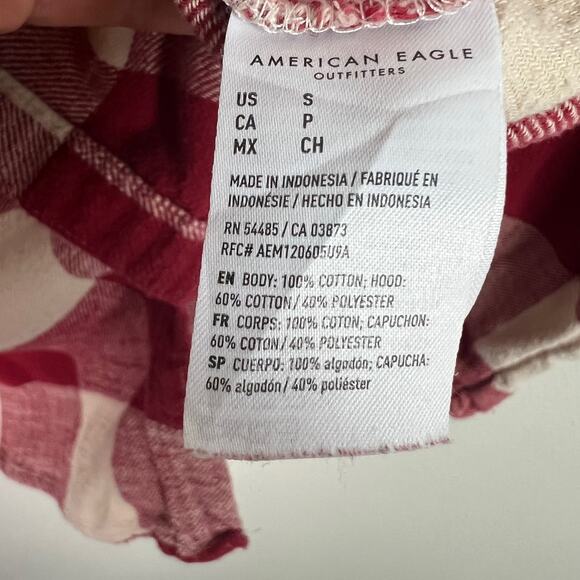 AMERICAN EAGLE
OUTFITTERS
US S
CA P
MX CH
MADE IN INDONESIA / FABRIQUÉ EN
INDONÉSIE / HECHO EN INDONESIA
RN 54485 / CA 03873
RFC# AEM120605U9A
EN BODY: 100% COTTON; HOOD:
60% COTTON / 40% POLYESTER
FR CORPS: 100% COTON; CAPUCHON:
60% COTON / 40% POLYESTER
SP CUERPO: 100% algodón; CAPUCHA:
60% algodón / 40% poliéster